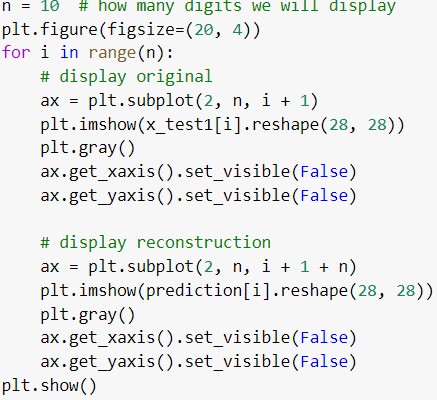 n = 10  # how many digits we will display
plt.figure(figsize=(20, 4))
for i in range(n):
    # display original
    ax = plt.subplot(2, n, i + 1)
    plt.imshow(x_test1[i].reshape(28, 28))
    plt.gray()
    ax.get_xaxis().set_visible(False)
    ax.get_yaxis().set_visible(False)

    # display reconstruction
    ax = plt.subplot(2, n, i + 1 + n)
    plt.imshow(prediction[i].reshape(28, 28))
    plt.gray()
    ax.get_xaxis().set_visible(False)
    ax.get_yaxis().set_visible(False)
plt.show()